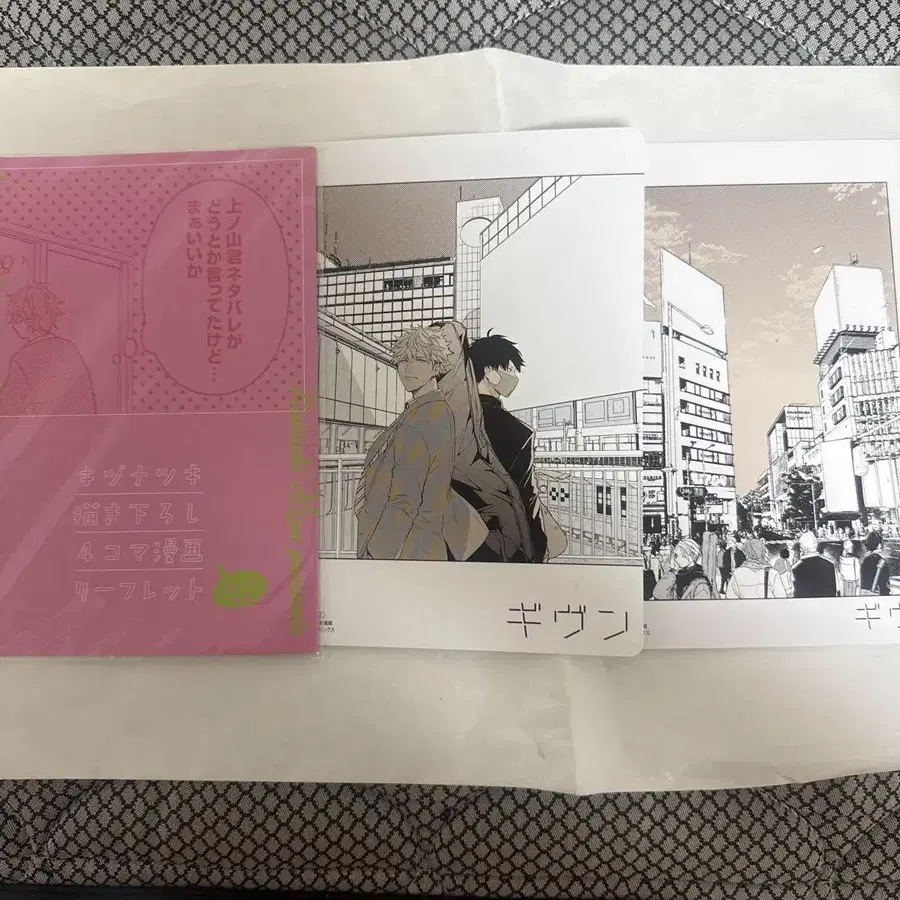 上ノ山君ネタバレが
どうとか言ってたけど…
まぁいいか
キヅナツキ
描き下ろし
4コマ漫画
リーフレット
ギヴン
ギヴ